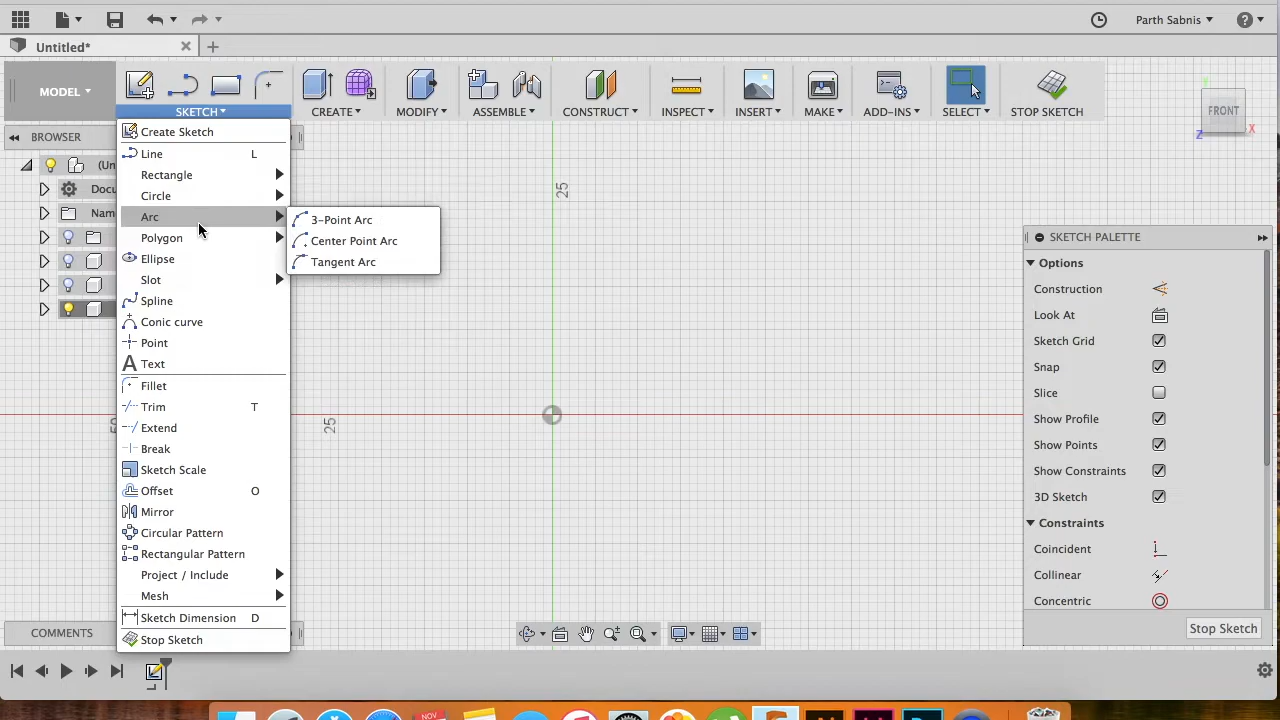 Parth Sabnis
Untitled*
MODEL
SKETCH
CREATE
MODIFY
ASSEMBLE
CONSTRUCT
INSPECT
INSERT
MAKE
ADD-INS
SELECT
STOP SKETCH
FRONT
X
Y
Z
BROWSER
(Un
Docu
Name
Create Sketch
Line L
Rectangle
Circle
Arc
Polygon
Ellipse
Slot
Spline
Conic curve
Point
A Text
Fillet
Trim T
Extend
Break
Sketch Scale
Offset O
Mirror
Circular Pattern
Rectangular Pattern
Project / Include
Mesh
Sketch Dimension D
Stop Sketch
3-Point Arc
Center Point Arc
Tangent Arc
25
25
SKETCH PALETTE
Options
Construction
Look At
Sketch Grid
Snap
Slice
Show Profile
Show Points
Show Constraints
3D Sketch
Constraints
Coincident
Collinear
Concentric
Stop Sketch
COMMENTS
NOV